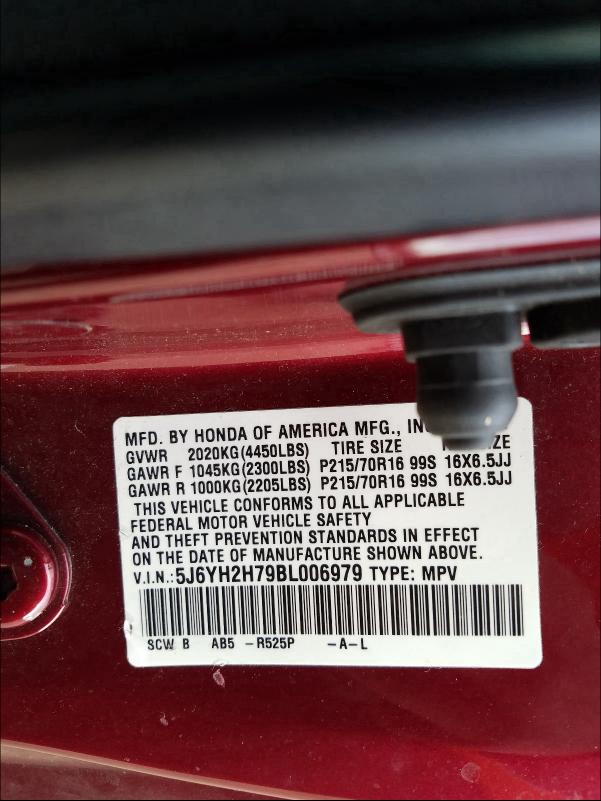 MFD. BY HONDA OF AMERICA MFG., IN
GVWR 2020KG(4450LBS) TIRE SIZE ZE
GAWR F 1045KG(2300LBS) P215/70R16 99S 16X6.5JJ
GAWR R 1000KG(2205LBS) P215/70R16 99S 16X6.5JJ
THIS VEHICLE CONFORMS TO ALL APPLICABLE
FEDERAL MOTOR VEHICLE SAFETY
AND THEFT PREVENTION STANDARDS IN EFFECT
ON THE DATE OF MANUFACTURE SHOWN ABOVE.
V.I.N.:5J6YH2H79BL006979 TYPE: MPV
SCW B AB5 -R525P -A-L